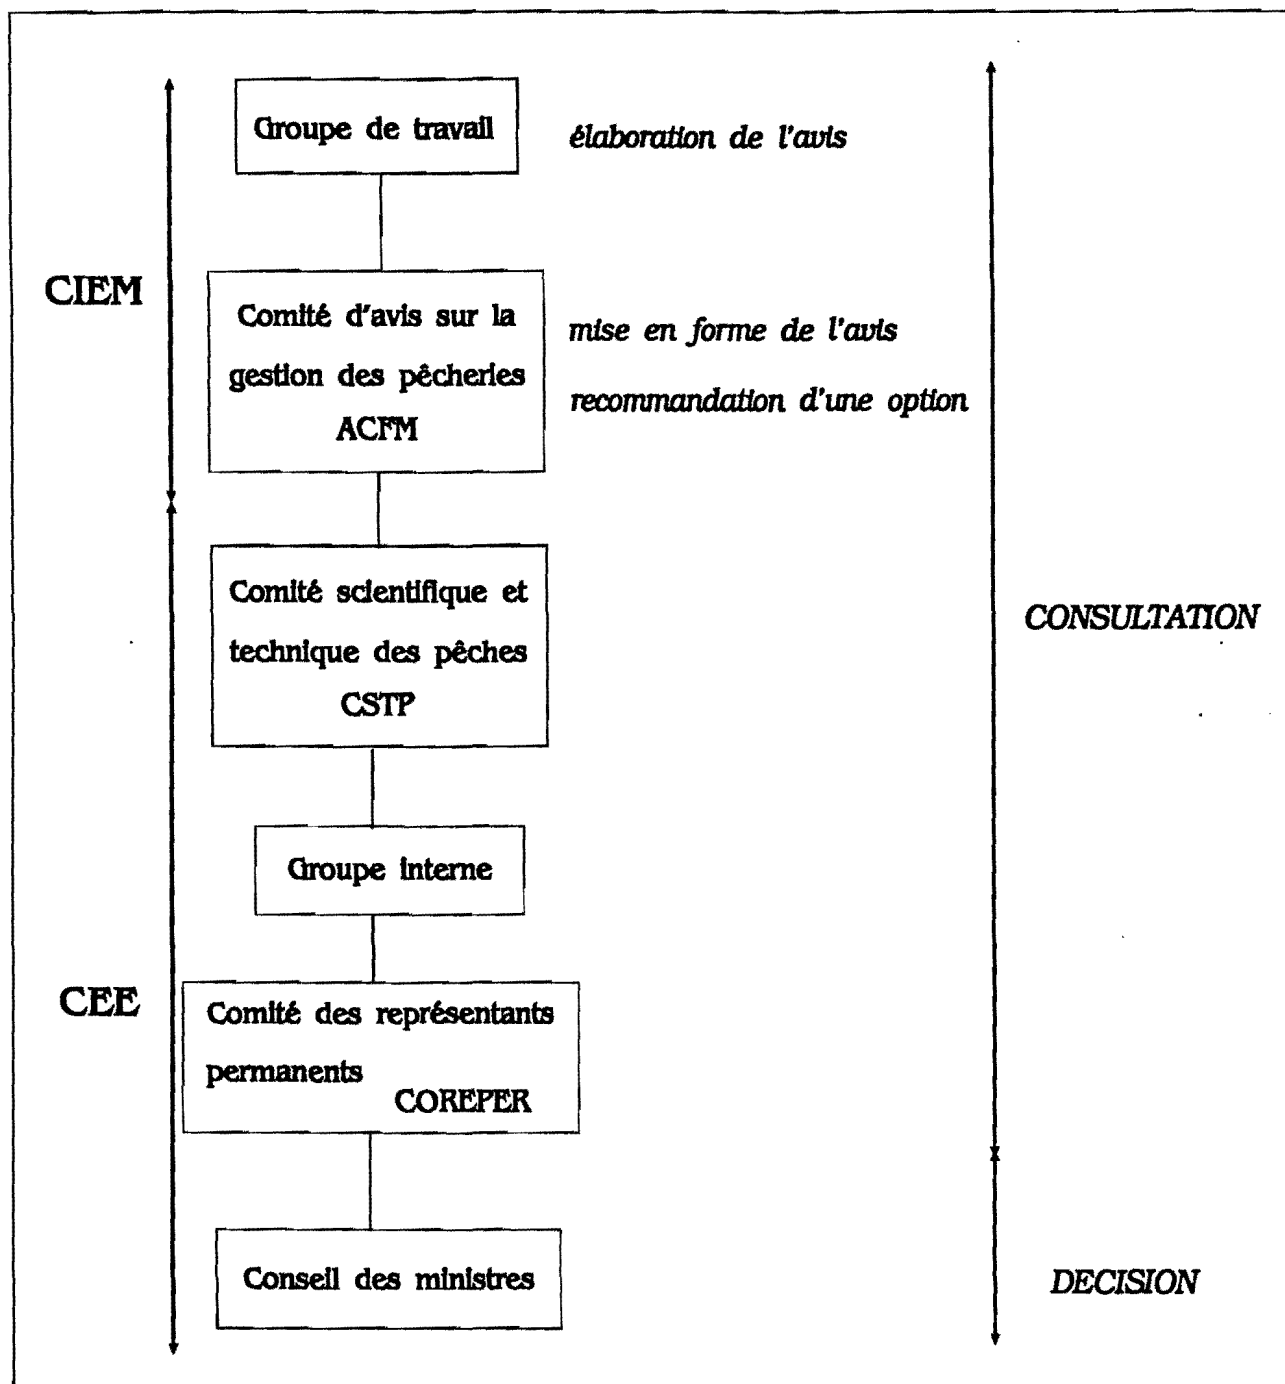 Groupe de travail
élaboration de l'avis
CIEM
Comité d'avis sur la
gestion des pêcheries
ACFM
mise en forme de l'avis
recommandation d'une option
Comité scientifique et
technique des pêches
CSTP
CONSULTATION
Groupe interne
CEE
Comité des représentants
permanents
COREPER
Conseil des ministres
DECISION